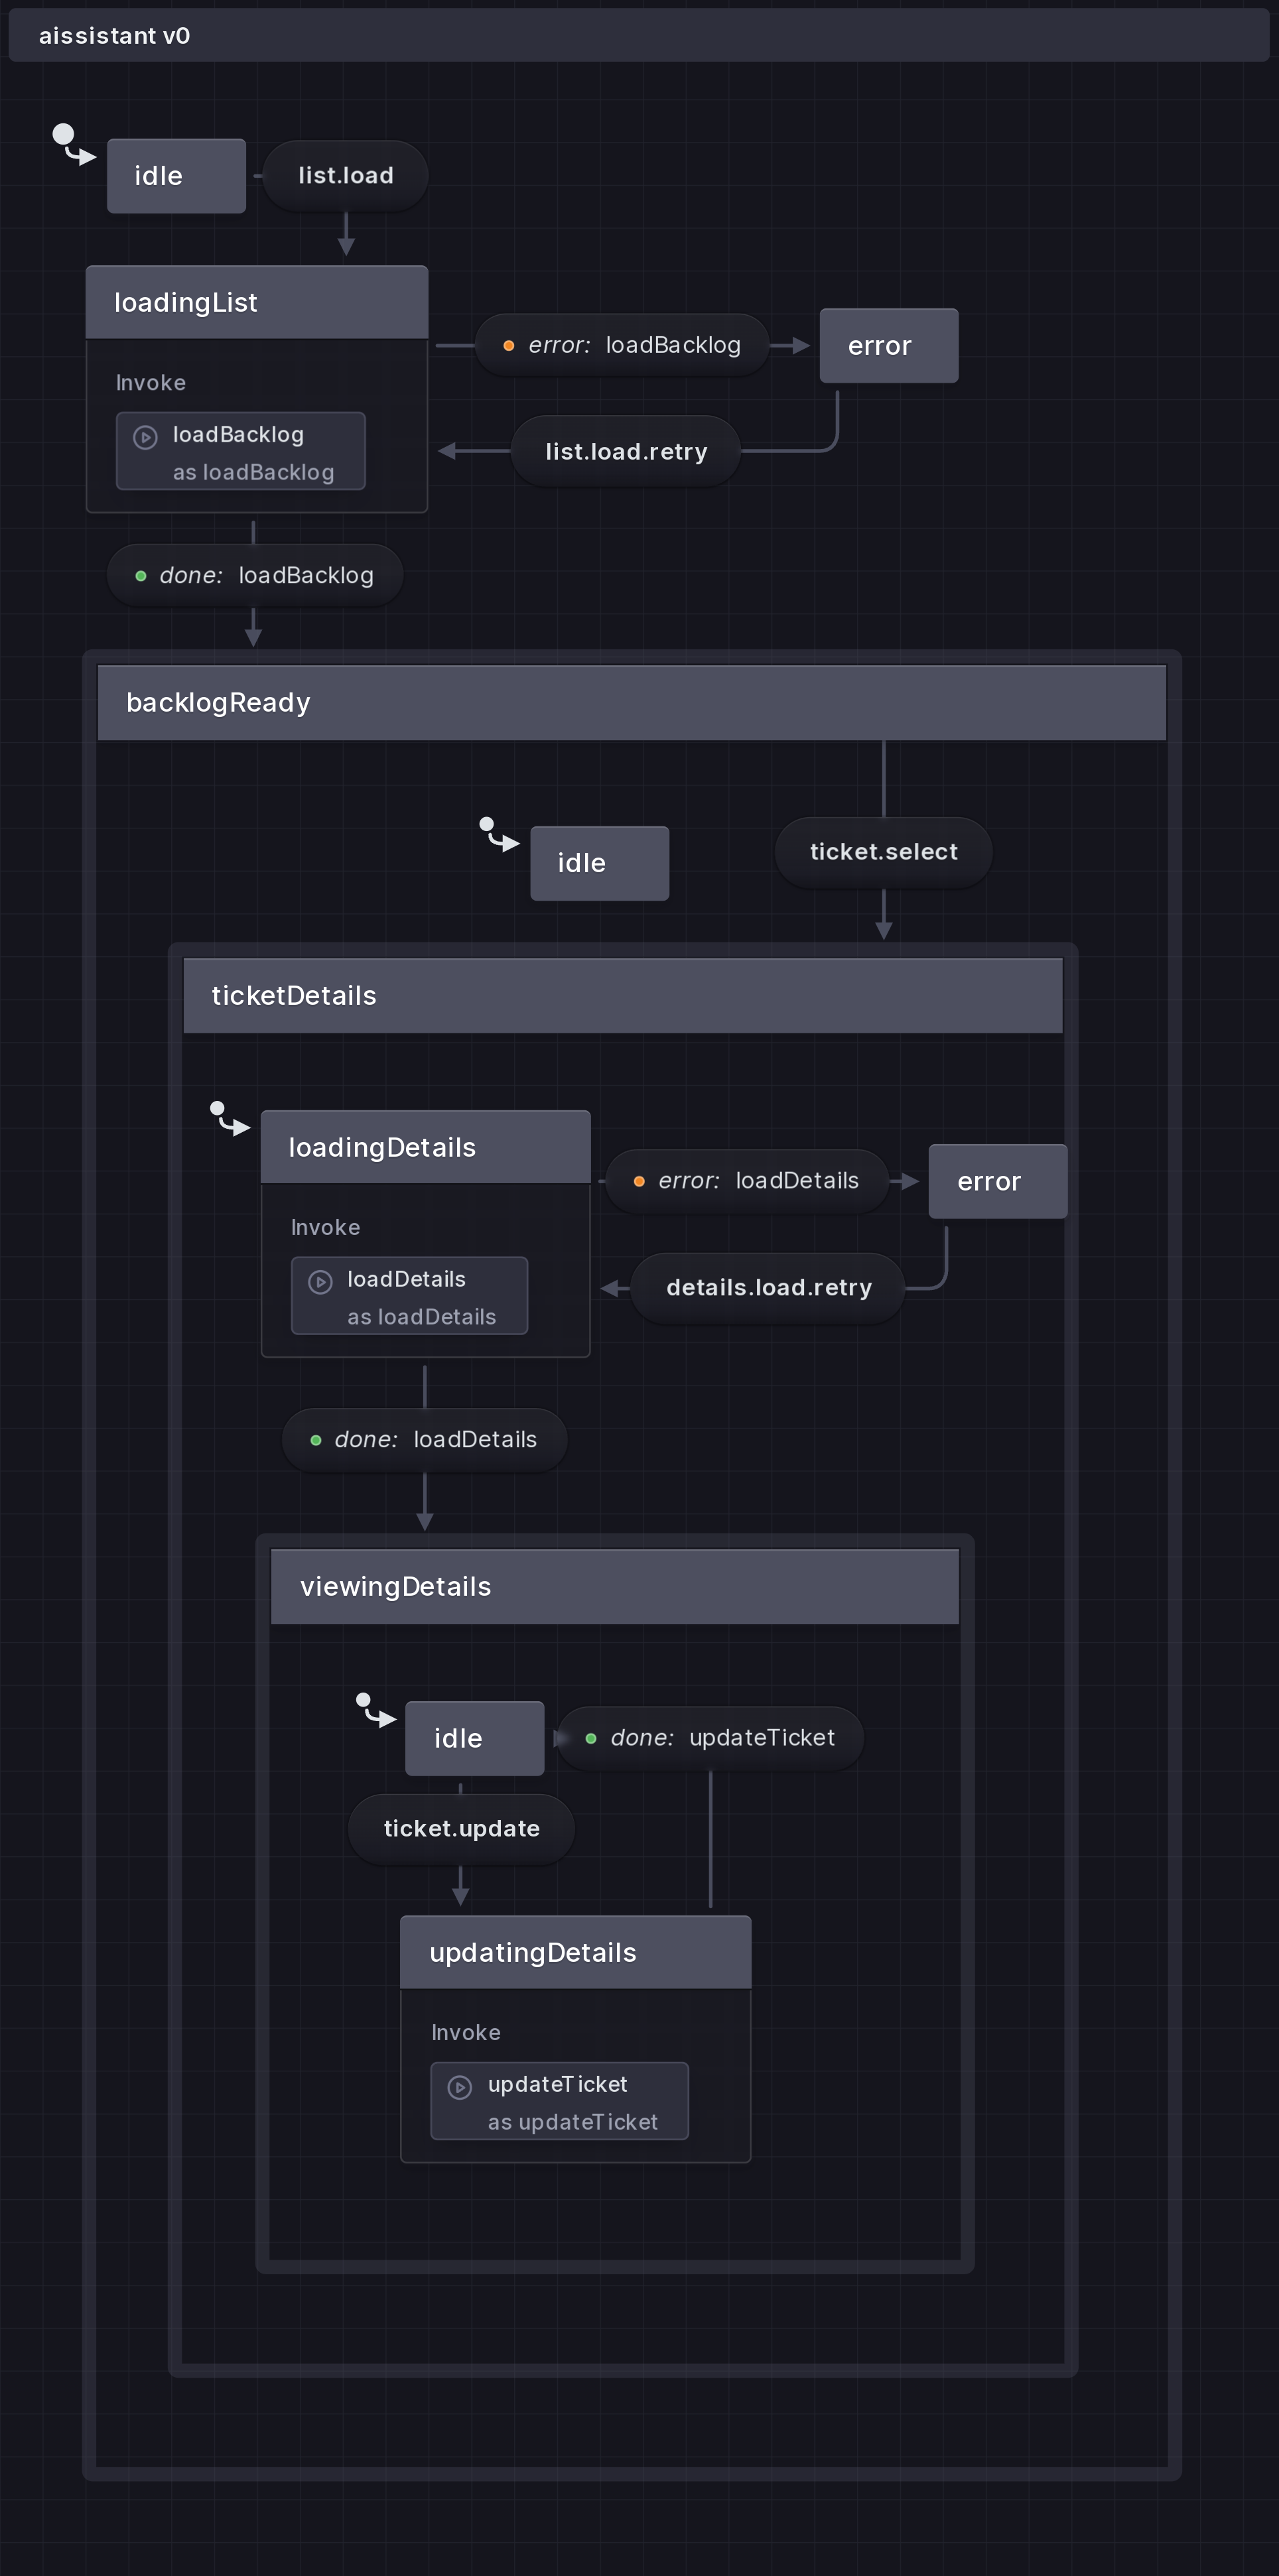 aissistant v0
idle
list.load
loadingList
error: loadBacklog
error
Invoke
loadBacklog
as loadBacklog
list.load.retry
done: loadBacklog
backlogReady
idle
ticket.select
ticketDetails
loadingDetails
error: loadDetails
error
Invoke
loadDetails
as loadDetails
details.load.retry
done: loadDetails
viewingDetails
idle
done: updateTicket
ticket.update
updatingDetails
Invoke
updateTicket
as updateTicket